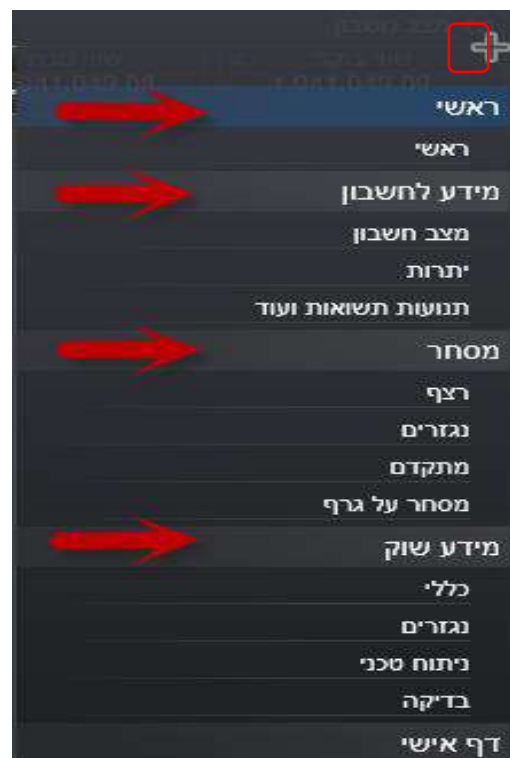 ראשי
ראשי
מידע לחשבון
מצב חשבון
יתרות
תנועות תשואות ועוד
מסחר
רצף
נגזרים
מתקדם
מסחר על גרף
מידע שוק
כללי
נגזרים
ניתוח טכני
בדיקה
דף אישי